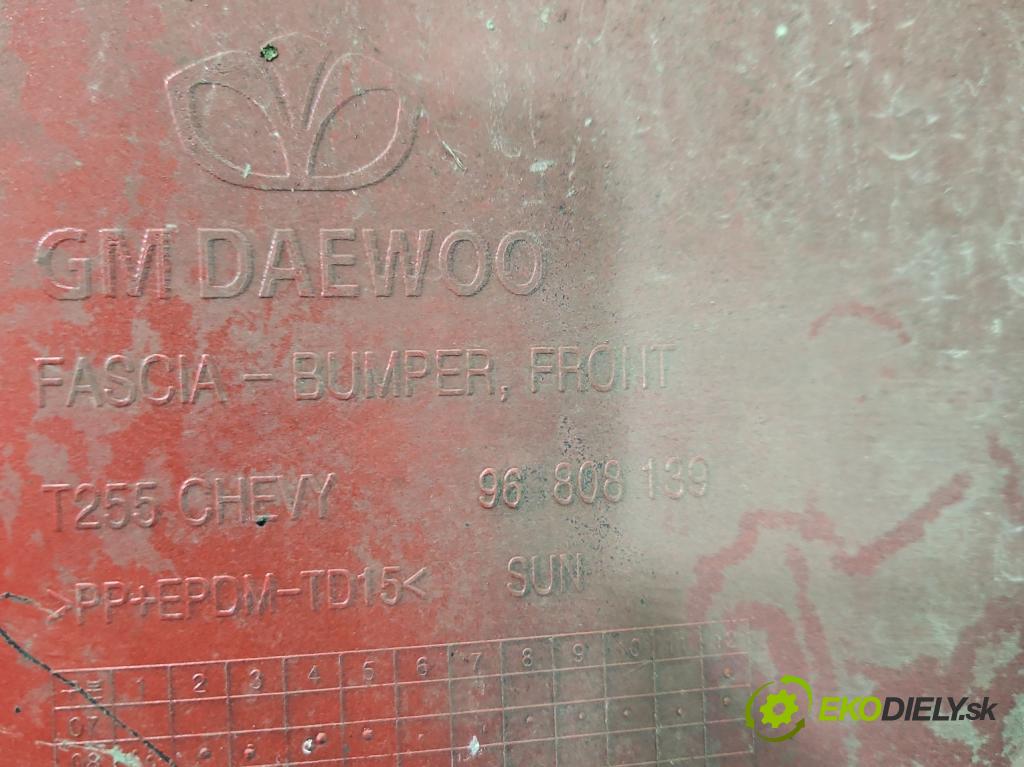 GM DAEWOO
FASCIA - BUMPER, FRONT
T255 CHEVY 96 808 139
>PP+EPDM-TD15< SUN
1 2 3 4 5 6 7 8 9 10 11 12
07
08
EKODIELY.sk